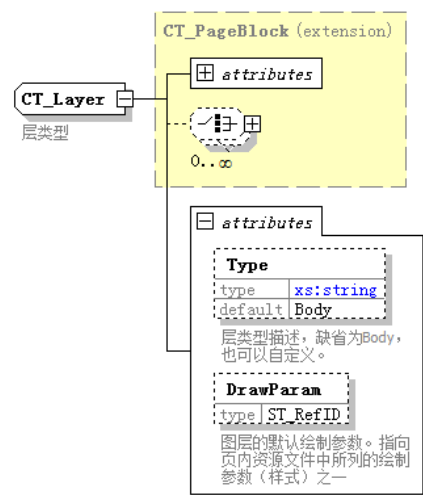 CT_PageBlock (extension)
attributes
CT_Layer
层类型
0..∞
attributes
Type
type xs:string
default Body
层类型描述，缺省为Body，
也可以自定义。
DrawParam
type ST_RefID
图层的默认绘制参数。指向
页内资源文件中所列的绘制
参数（样式）之一